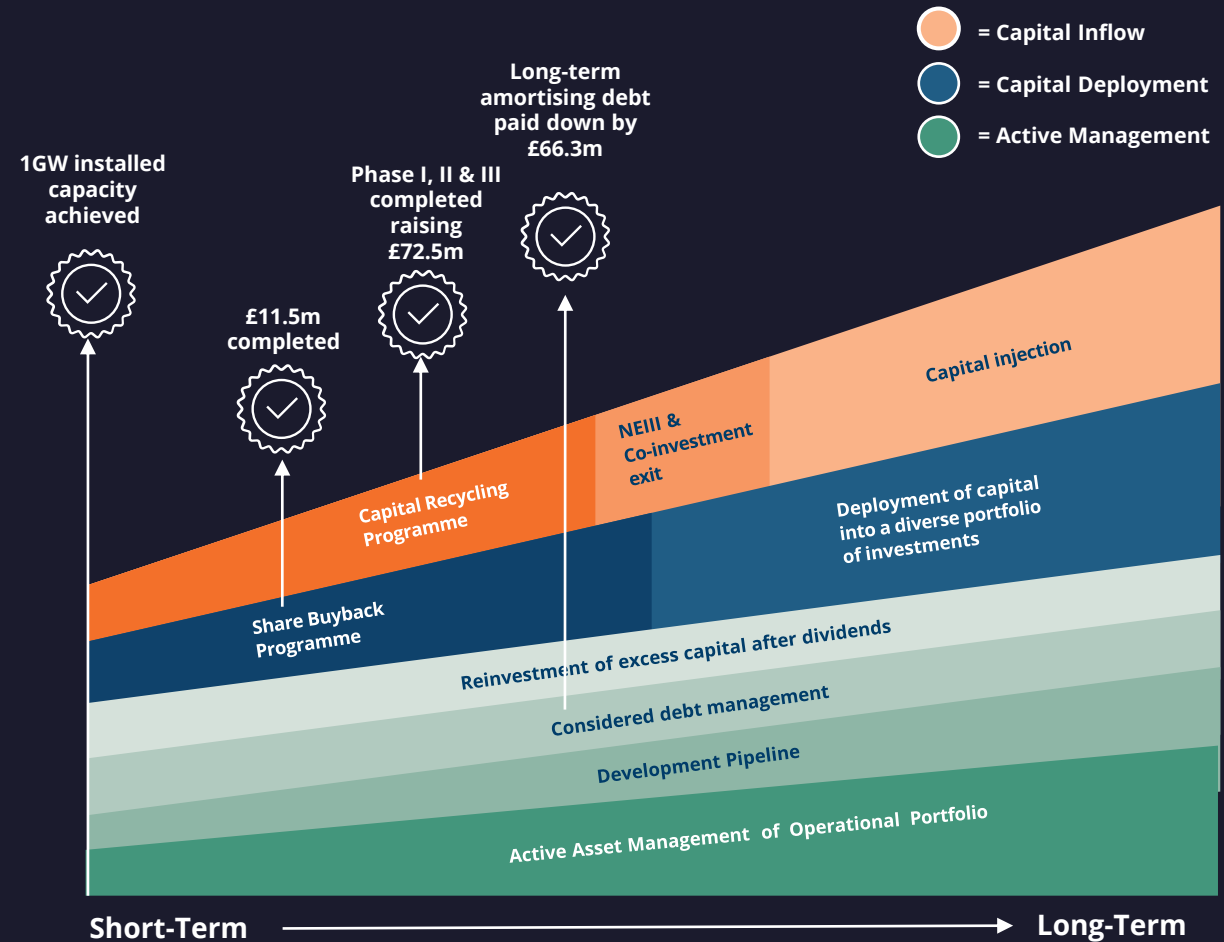 = Capital Inflow
= Capital Deployment
= Active Management
Long-term
amortising debt
paid down by
£66.3m
1GW installed
capacity
achieved
Phase I, II & III
completed
raising
£72.5m
£11.5m
completed
Capital injection
NEIII &
Co-investment
exit
Capital Recycling
Programme
Deployment of capital
into a diverse portfolio
of investments
Share Buyback
Programme
Reinvestment of excess capital after dividends
Considered debt management
Development Pipeline
Active Asset Management of Operational Portfolio
Short-Term
Long-Term